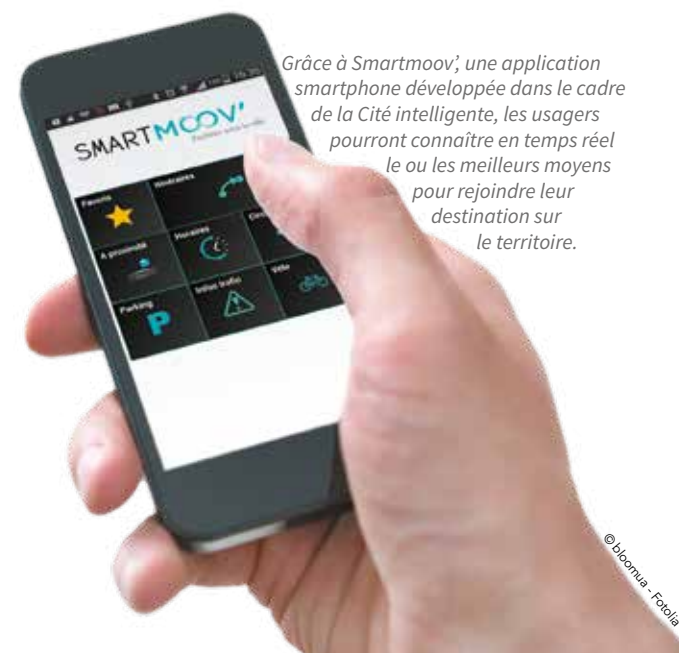 Grâce à Smartmoov’, une application
smartphone développée dans le cadre
de la Cité intelligente, les usagers
pourront connaître en temps réel
le ou les meilleurs moyens
pour rejoindre leur
destination sur
le territoire.
SMARTMOOV'
Favoris
Itinéraires
A proximité
Horaires
Parking
P
Infos trafic
Vélo
© bloomua - Fotolia